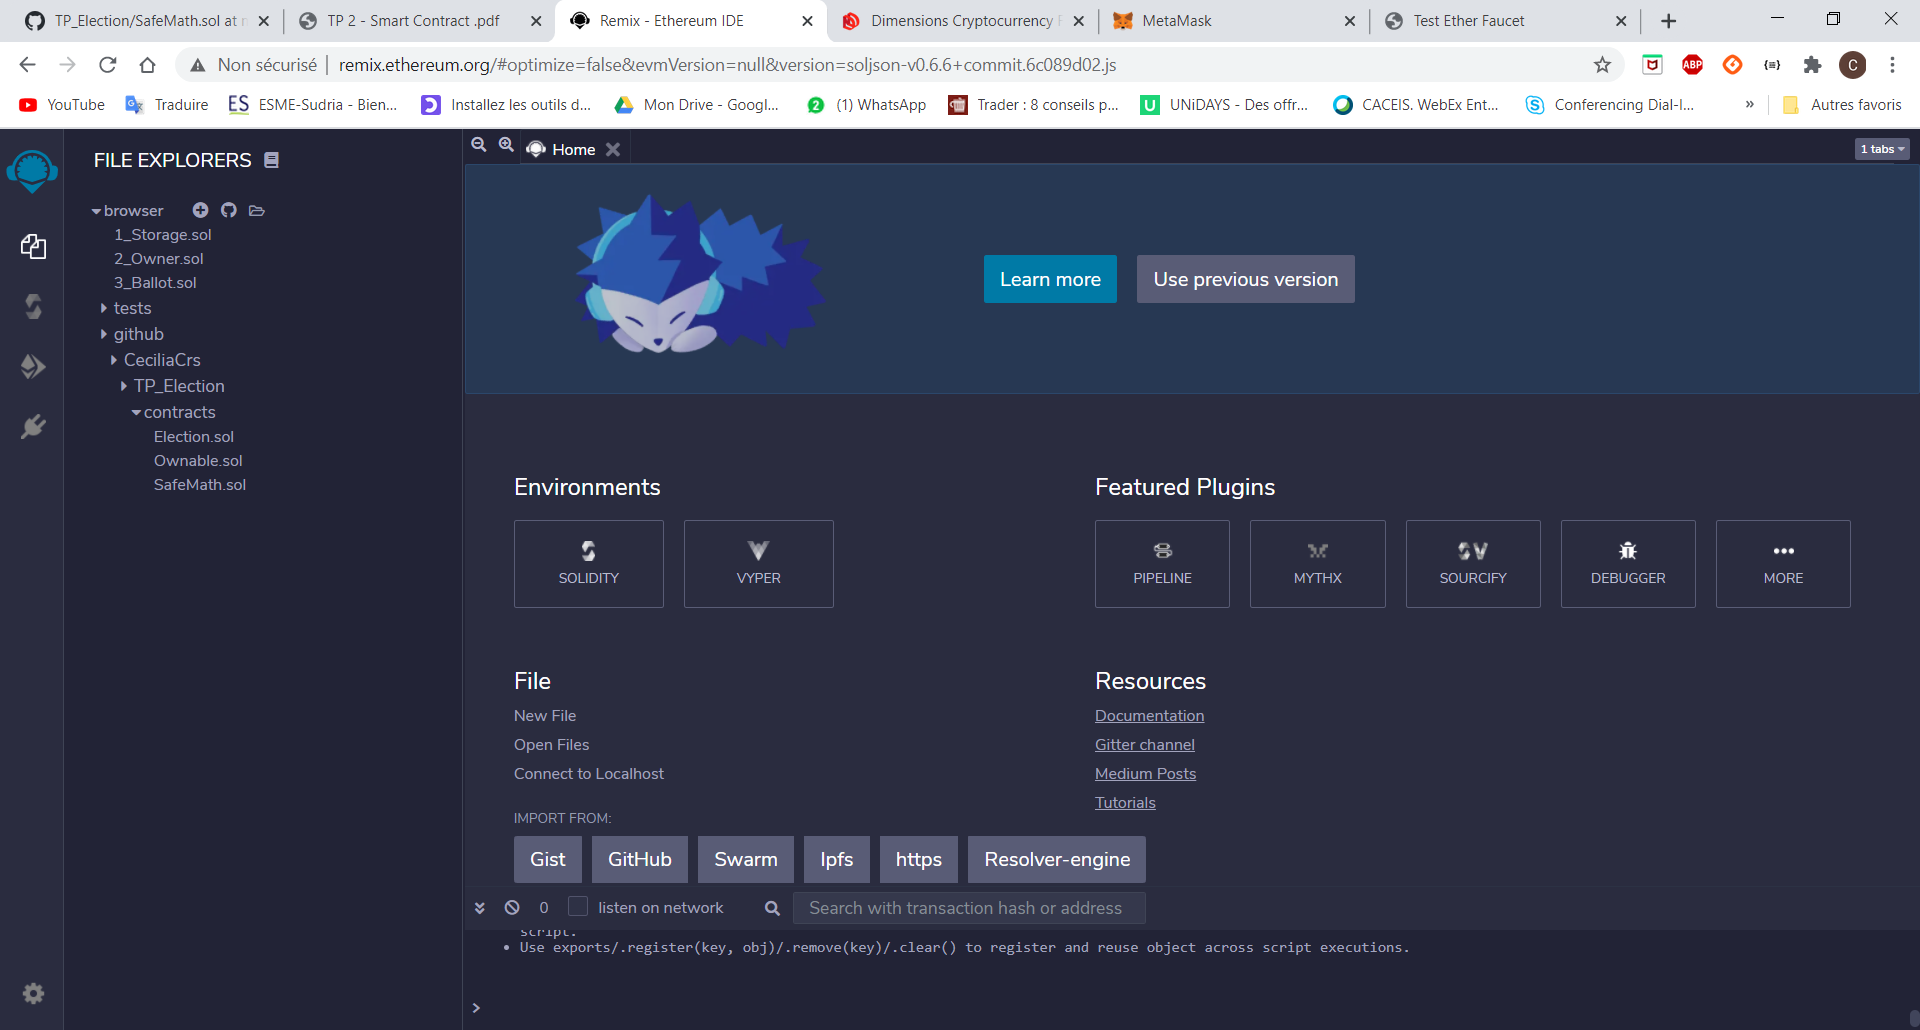 TP_Election/SafeMath.sol at m
TP 2 - Smart Contract .pdf
Remix - Ethereum IDE
Dimensions Cryptocurrency
MetaMask
Test Ether Faucet
Non sécurisé
remix.ethereum.org/#optimize=false&evmVersion=null&version=soljson-v0.6.6+commit.6c089d02.js
ABP
C
YouTube
Traduire
ES ESME-Sudria - Bien...
Installez les outils d...
Mon Drive - Googl...
2 (1) WhatsApp
Trader : 8 conseils p...
UNiDAYS - Des offr...
CACEIS. WebEx Ent...
Conferencing Dial-I...
»
Autres favoris
FILE EXPLORERS
Home
1 tabs
browser
1_Storage.sol
2_Owner.sol
3_Ballot.sol
tests
github
CeciliaCrs
TP_Election
contracts
Election.sol
Ownable.sol
SafeMath.sol
Learn more
Use previous version
Environments
SOLIDITY
VYPER
Featured Plugins
PIPELINE
MYTHX
SOURCIFY
DEBUGGER
MORE
File
New File
Open Files
Connect to Localhost
IMPORT FROM:
Gist
GitHub
Swarm
Ipfs
https
Resolver-engine
Resources
Documentation
Gitter channel
Medium Posts
Tutorials
0
listen on network
Search with transaction hash or address
script.
• Use exports/.register(key, obj)/.remove(key)/.clear() to register and reuse object across script executions.
>